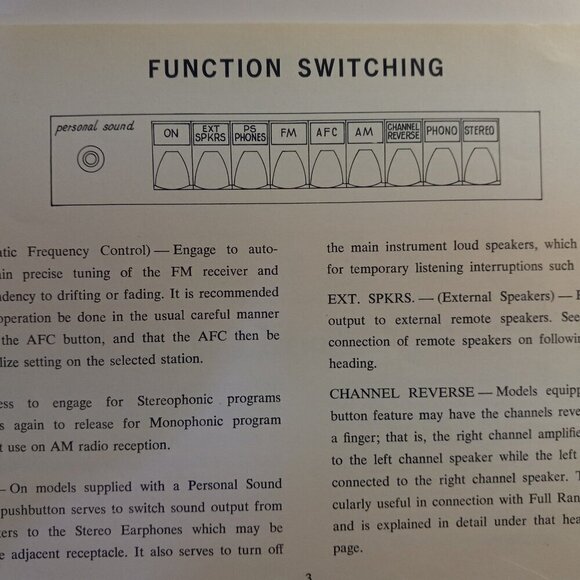 FUNCTION SWITCHING
personal sound
ON
EXT SPKRS
PS PHONES
FM
AFC
AM
CHANNEL REVERSE
PHONO
STEREO
atic Frequency Control) — Engage to auto-
ain precise tuning of the FM receiver and
ndency to drifting or fading. It is recommended
operation be done in the usual careful manner
the AFC button, and that the AFC then be
lize setting on the selected station.
ess to engage for Stereophonic programs
s again to release for Monophonic program
t use on AM radio reception.
— On models supplied with a Personal Sound
pushbutton serves to switch sound output from
kers to the Stereo Earphones which may be
e adjacent receptacle. It also serves to turn off
the main instrument loud speakers, which
for temporary listening interruptions such
EXT. SPKRS. — (External Speakers) —
output to external remote speakers. See
connection of remote speakers on following
heading.
CHANNEL REVERSE — Models equipp
button feature may have the channels reve
a finger; that is, the right channel amplifie
to the left channel speaker while the left
connected to the right channel speaker. T
cularly useful in connection with Full Ran
and is explained in detail under that hea
page.
3